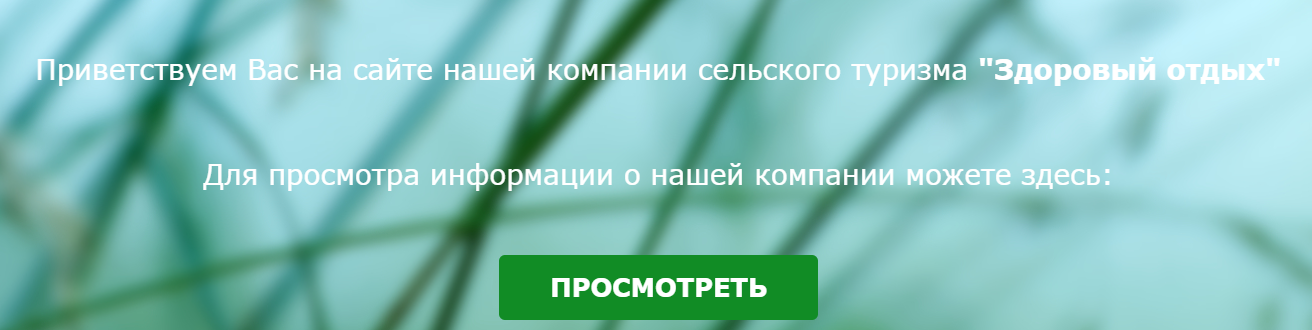 Приветствуем Вас на сайте нашей компании сельского туризма "Здоровый отдых"
Для просмотра информации о нашей компании можете здесь:
ПРОСМОТРЕТЬ